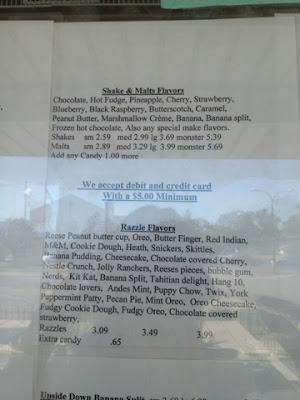 Shake & Malts Flavors
Chocolate, Hot Fudge, Pineapple, Cherry, Strawberry,
Blueberry, Black Raspberry, Butterscotch, Caramel,
Peanut Butter, Marshmallow Crème, Banana, Banana split,
Frozen hot chocolate, Also any special make flavors.
Shakes sm 2.59 med 2.99 lg 3.69 monster 5.39
Malts sm 2.89 med 3.29 lg 3.99 monster 5.69
Add any Candy 1.00 more
We accept debit and credit card
With a $5.00 Minimum
Razzle Flavors
Reese Peanut butter cup, Oreo, Butter Finger, Red Indian,
M&M, Cookie Dough, Heath, Snickers, Skittles,
Banana Pudding, Cheesecake, Chocolate covered Cherry,
Nestle Crunch, Jolly Ranchers, Reeses pieces, bubble gum,
Nerds, Kit Kat, Banana Split, Tahitian delight, Hang 10,
Chocolate lovers, Andes Mint, Puppy Chow, Twix, York
Peppermint Patty, Pecan Pie, Mint Oreo, Oreo Cheesecake,
Fudgy Cookie Dough, Fudgy Oreo, Chocolate covered
strawberry,
Razzles 3.09 3.49 3.99
Extra candy .65
Upside Down Banana Split